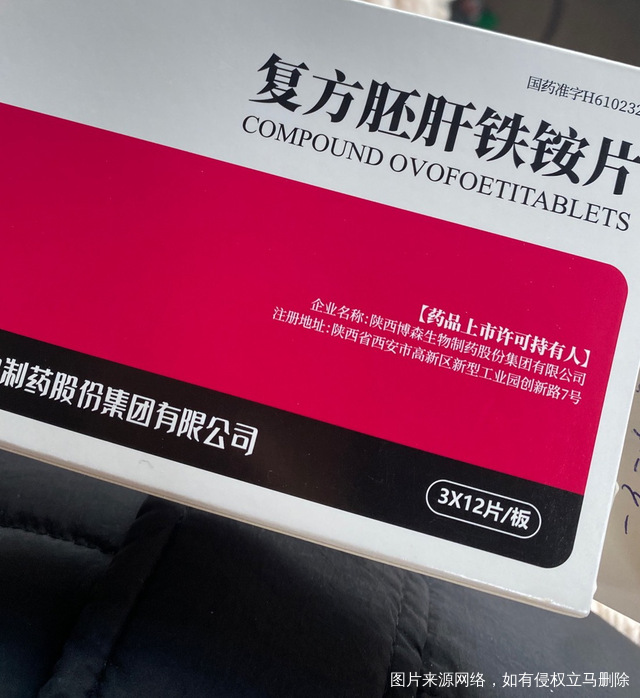 国药准字H610232
复方胚肝铁铵片
COMPOUND OVOFOETITABLETS
【药品上市许可持有人】
企业名称:陕西博森生物制药股份集团有限公司
注册地址:陕西省西安市高新区新型工业园创新路7号
制药股份集团有限公司
3X12片/板
图片来源网络，如有侵权立马删除